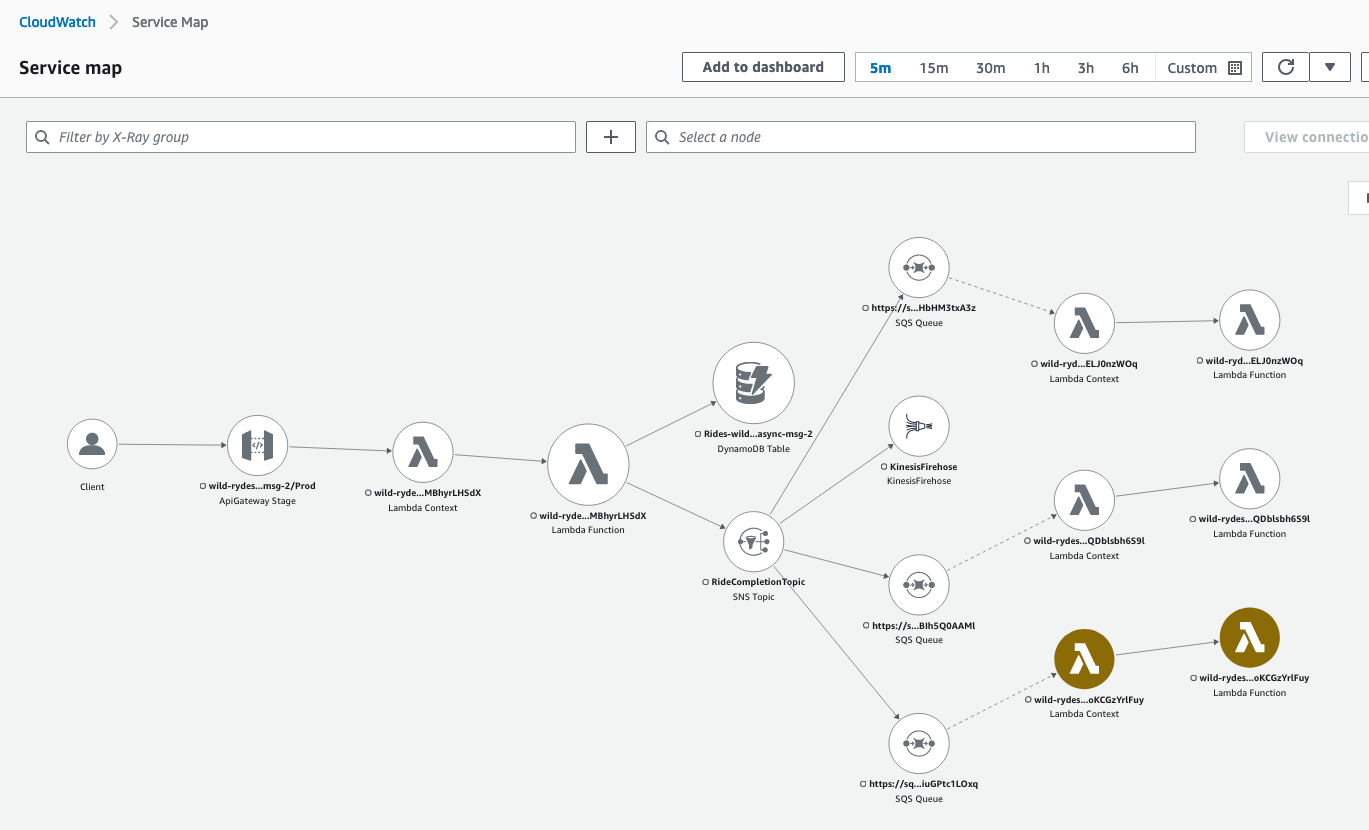 CloudWatch > Service Map
Service map
Add to dashboard
5m 15m 30m 1h 3h 6h Custom
Filter by X-Ray group
+
Select a node
View connectio
https://s...HbHM3txA3z
SQS Queue
wild-ryd...ELJ0nzWOq
Lambda Context
wild-ryd...ELJ0nzWOq
Lambda Function
Rides-wild...async-msg-2
DynamoDB Table
KinesisFirehose
KinesisFirehose
Client
wild-rydes...msg-2/Prod
ApiGateway Stage
wild-ryde...MBhyrLHSdX
Lambda Context
wild-ryde...MBhyrLHSdX
Lambda Function
wild-rydes...QDblsbh6S9l
Lambda Context
wild-rydes...QDblsbh6S9l
Lambda Function
RideCompletionTopic
SNS Topic
https://s...BIh5Q0AAMl
SQS Queue
wild-rydes...oKCGzYrlFuy
Lambda Context
wild-rydes...oKCGzYrlFuy
Lambda Function
https://sq...iuGPtc1LOxq
SQS Queue